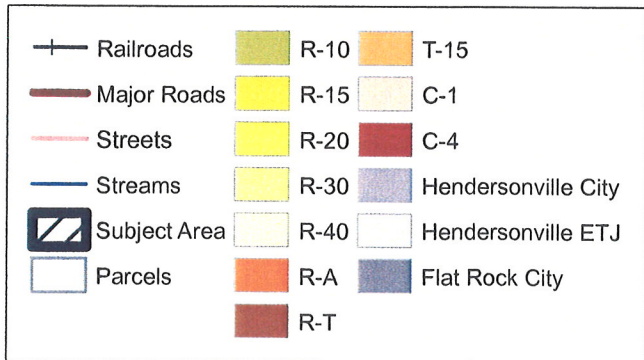 Railroads R-10 T-15
Major Roads R-15 C-1
Streets R-20 C-4
Streams R-30 Hendersonville City
Subject Area R-40 Hendersonville ETJ
Parcels R-A Flat Rock City
R-T